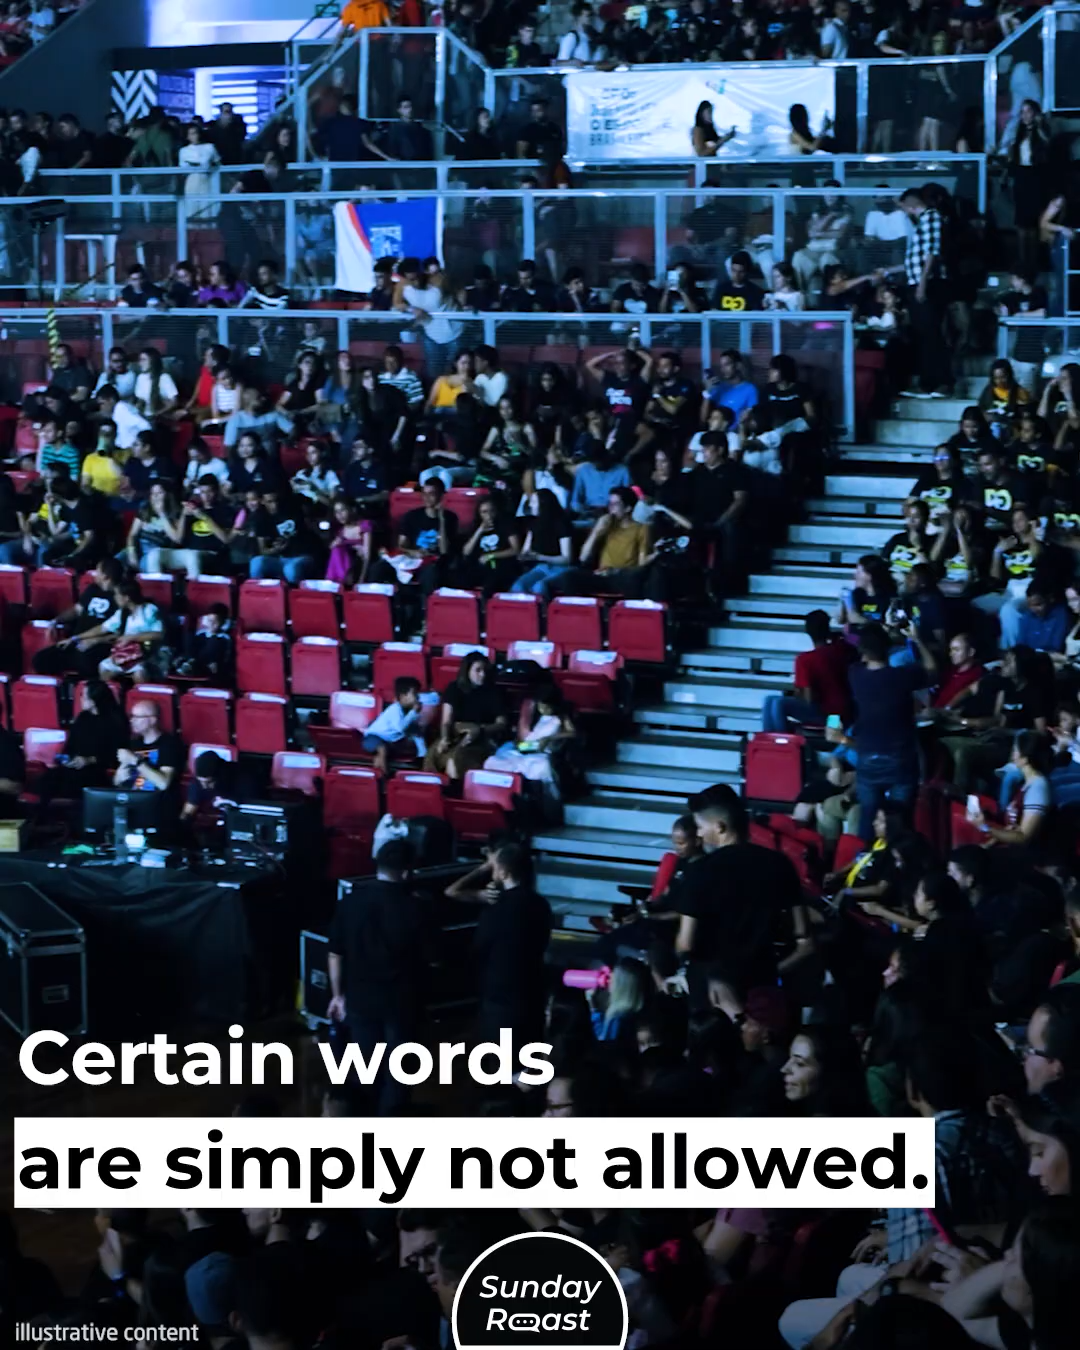 Certain words
are simply not allowed.
Sunday
Roast
illustrative content